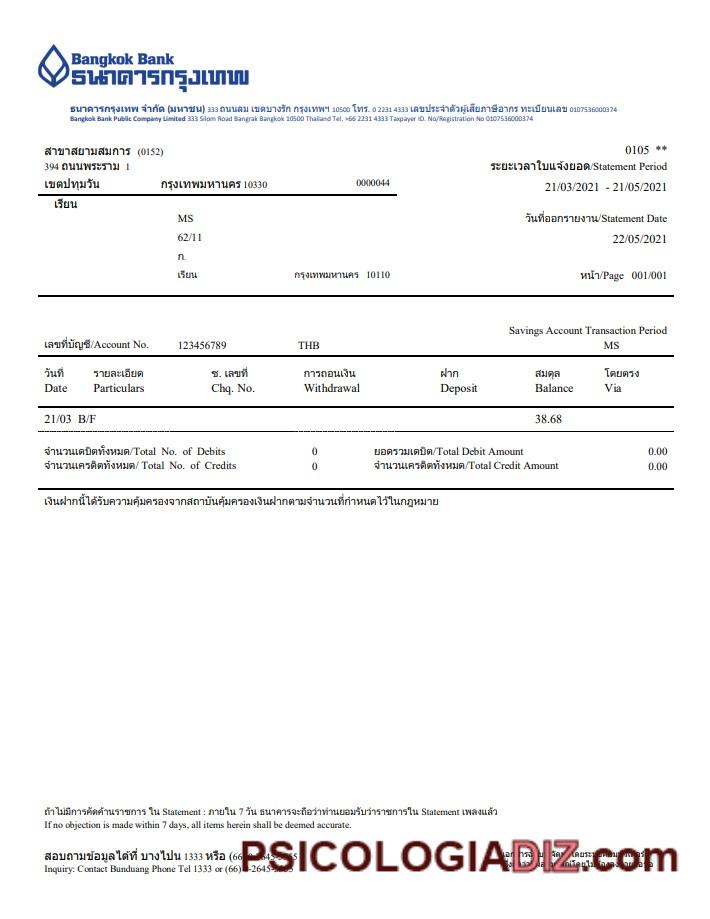 Bangkok Bank
ธนาคารกรุงเทพ
ธนาคารกรุงเทพ จำกัด (มหาชน) 333 ถนนลม เขตบางรัก กรุงเทพฯ 10500 โทร. 0 2231 4333 เลขประจำตัวผู้เสียภาษีอากร ทะเบียนเลข 0107536000374
Bangkok Bank Public Company Limited 333 Silom Road Bangrak Bangkok 10500 Thailand Tel. +66 2231 4333 Taxpayer ID. No/Registration No 0107536000374
สาขาสยามสมการ (0152) 0105 **
394 ถนนพระราม 1 ระยะเวลาใบแจ้งยอด/Statement Period
เขตปทุมวัน กรุงเทพมหานคร 10330 0000044 21/03/2021 - 21/05/2021
เรียน
MS วันที่ออกรายงาน/Statement Date
62/11 22/05/2021
ก.
เรียน กรุงเทพมหานคร 10110 หน้า/Page 001/001
Savings Account Transaction Period
เลขที่บัญชี/Account No. 123456789 THB MS
วันที่ รายละเอียด ช. เลขที่ การถอนเงิน ฝาก สมดุล โดยตรง
Date Particulars Chq. No. Withdrawal Deposit Balance Via
21/03 B/F 38.68
จำนวนเดบิตทั้งหมด/Total No. of Debits 0 ยอดรวมเดบิต/Total Debit Amount 0.00
จำนวนเครดิตทั้งหมด/ Total No. of Credits 0 จำนวนเครดิตทั้งหมด/Total Credit Amount 0.00
เงินฝากนี้ได้รับความคุ้มครองจากสถาบันคุ้มครองเงินฝากตามจำนวนที่กำหนดไว้ในกฎหมาย
ถ้าไม่มีการคัดค้านราชการ ใน Statement : ภายใน 7 วัน ธนาคารจะถือว่าท่านยอมรับว่าราชการใน Statement เพลงแล้ว
If no objection is made within 7 days, all items herein shall be deemed accurate.
สอบถามข้อมูลได้ที่ บางไปน 1333 หรือ
Inquiry: Contact Bunduang Phone Tel 1333 or (66) 0-2645-5555
PSICOLOGIADIZ.com